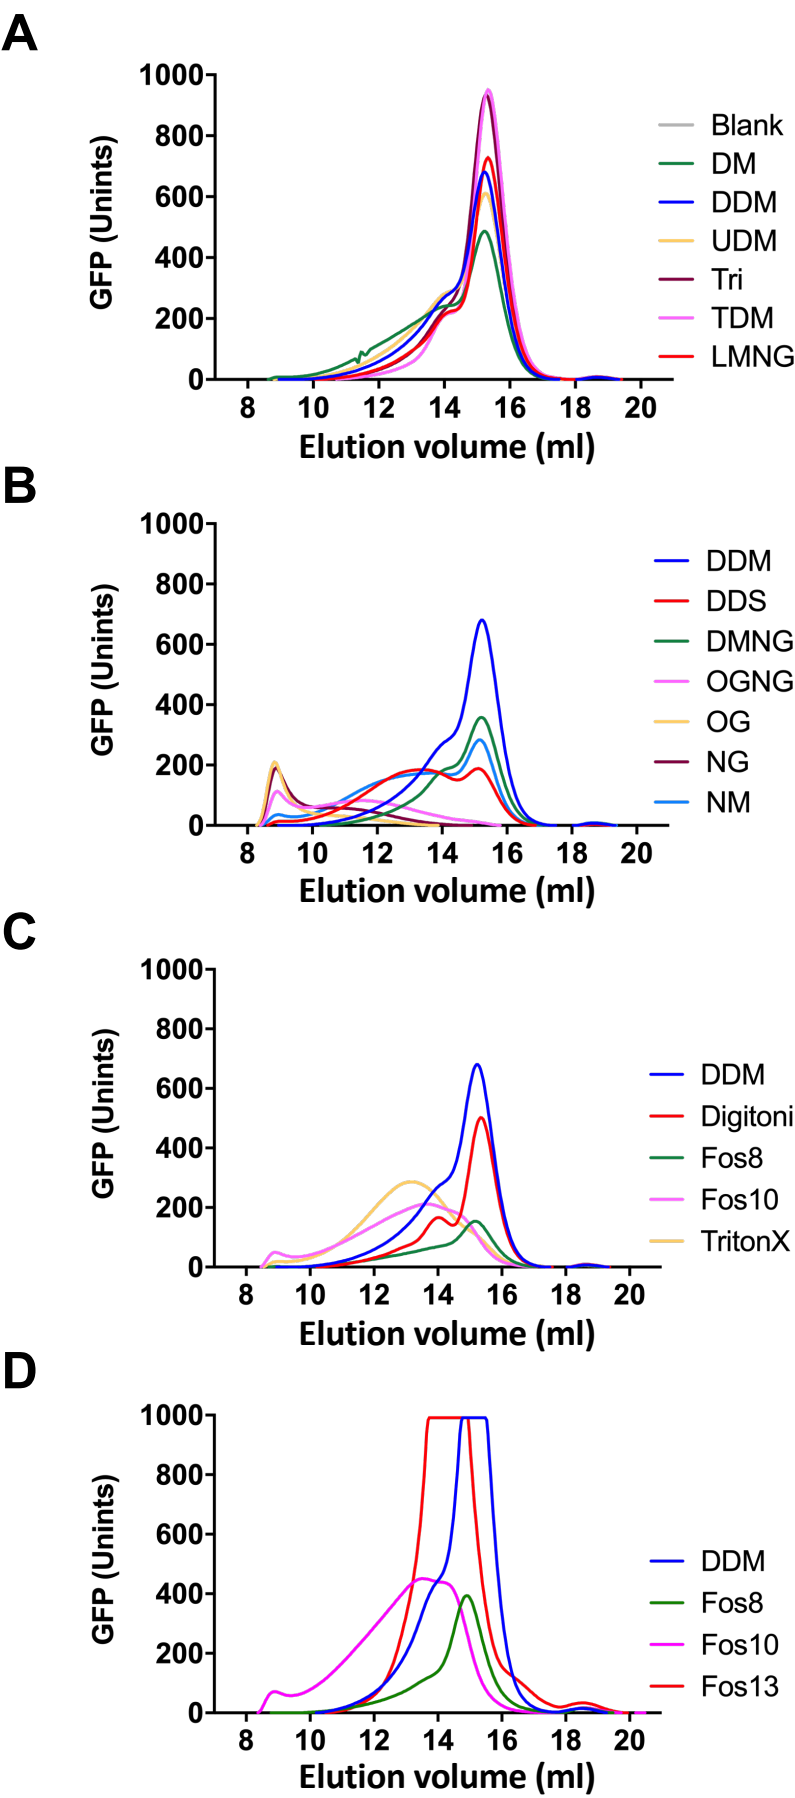 A
1000
800
600
400
200
0
GFP (Unints)
8 10 12 14 16 18 20
Elution volume (ml)
Blank
DM
DDM
UDM
Tri
TDM
LMNG
B
1000
800
600
400
200
0
GFP (Unints)
8 10 12 14 16 18 20
Elution volume (ml)
DDM
DDS
DMNG
OGNG
OG
NG
NM
C
1000
800
600
400
200
0
GFP (Unints)
8 10 12 14 16 18 20
Elution volume (ml)
DDM
Digitoni
Fos8
Fos10
TritonX
D
1000
800
600
400
200
0
GFP (Unints)
8 10 12 14 16 18 20
Elution volume (ml)
DDM
Fos8
Fos10
Fos13